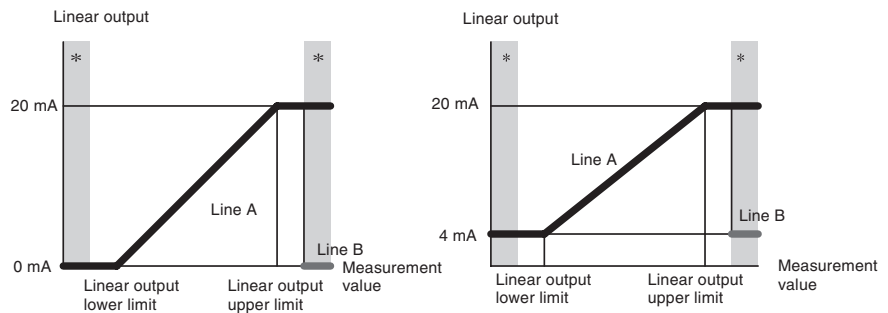 Linear output
*
*
20 mA
Line A
Line B
0 mA
Measurement
value
Linear output
lower limit
Linear output
upper limit
Linear output
*
*
20 mA
Line A
Line B
4 mA
Measurement
value
Linear output
lower limit
Linear output
upper limit